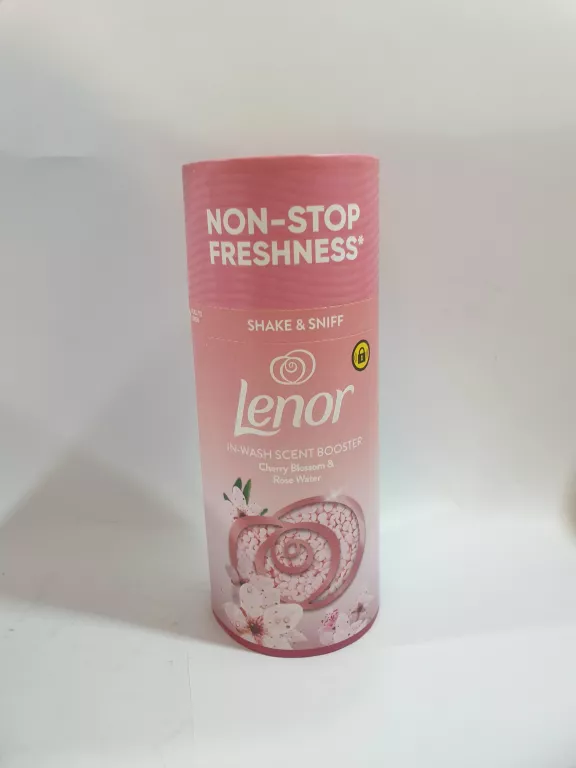 NON-STOP
FRESHNESS*
SHAKE & SNIFF
Lenor
IN-WASH SCENT BOOSTER
Cherry Blossom &
Rose Water